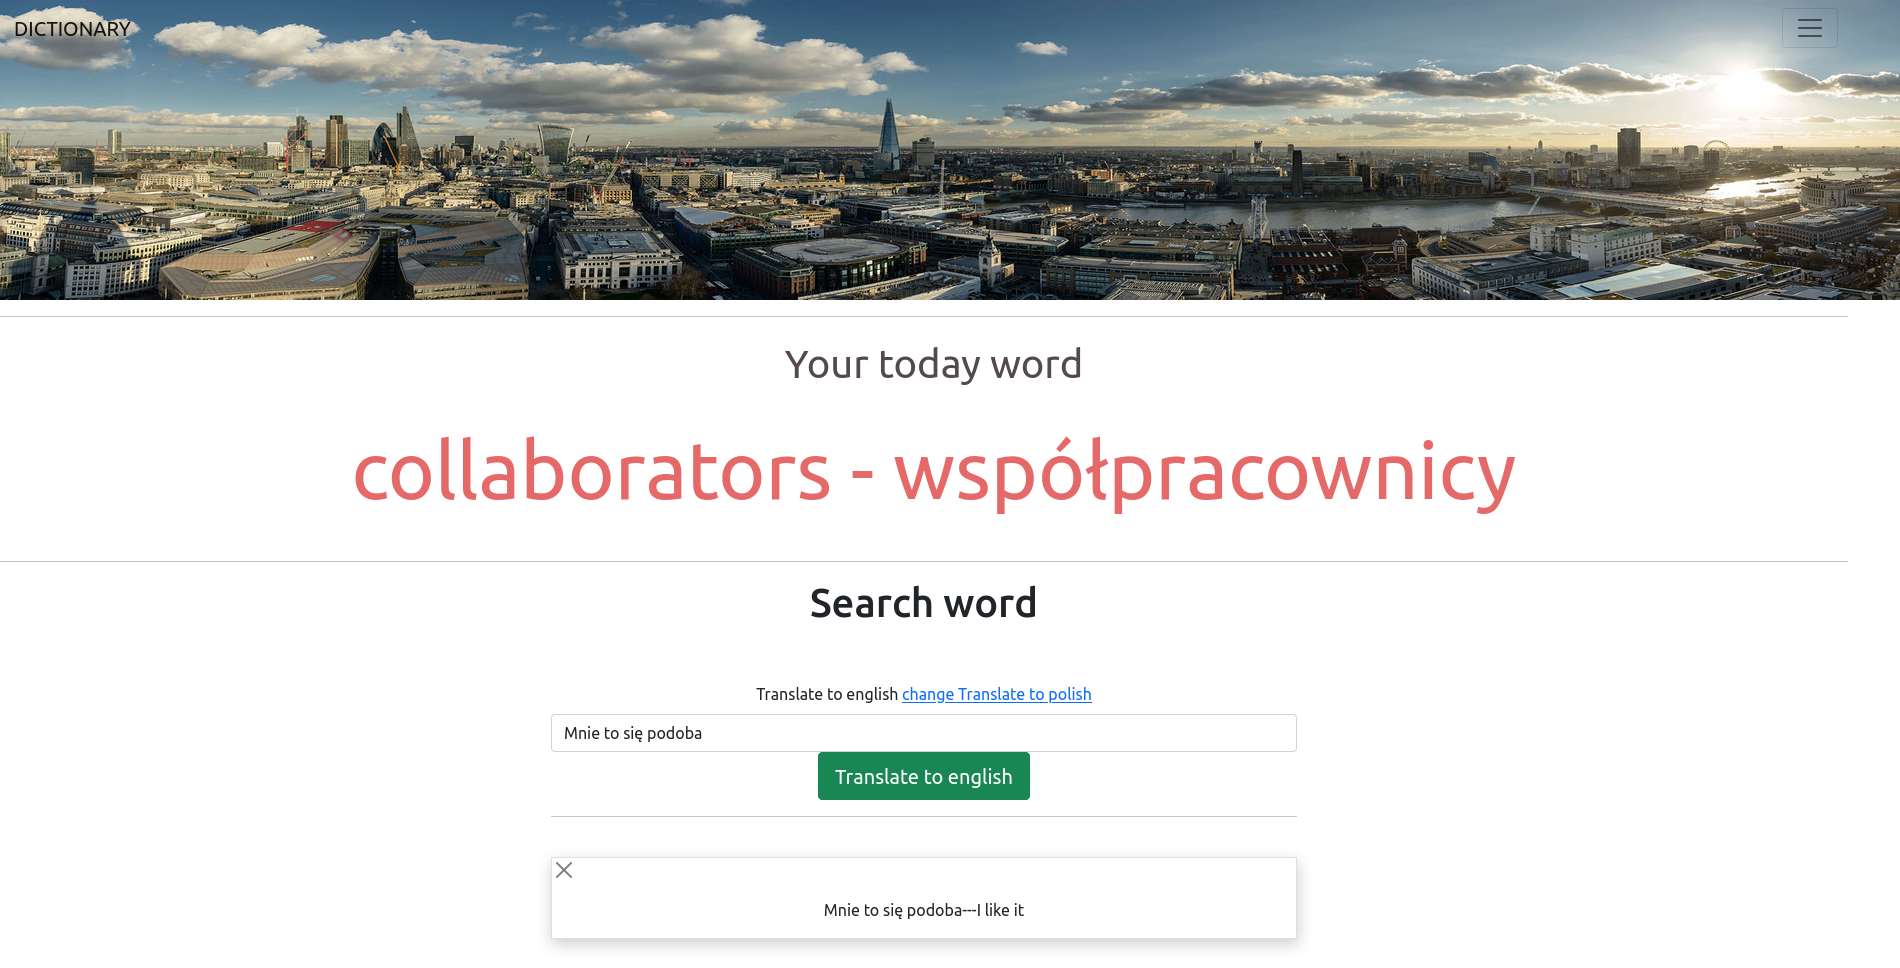 DICTIONARY
Your today word
collaborators - współpracownicy
Search word
Translate to english change Translate to polish
Mnie to się podoba
Translate to english
Mnie to się podoba---I like it